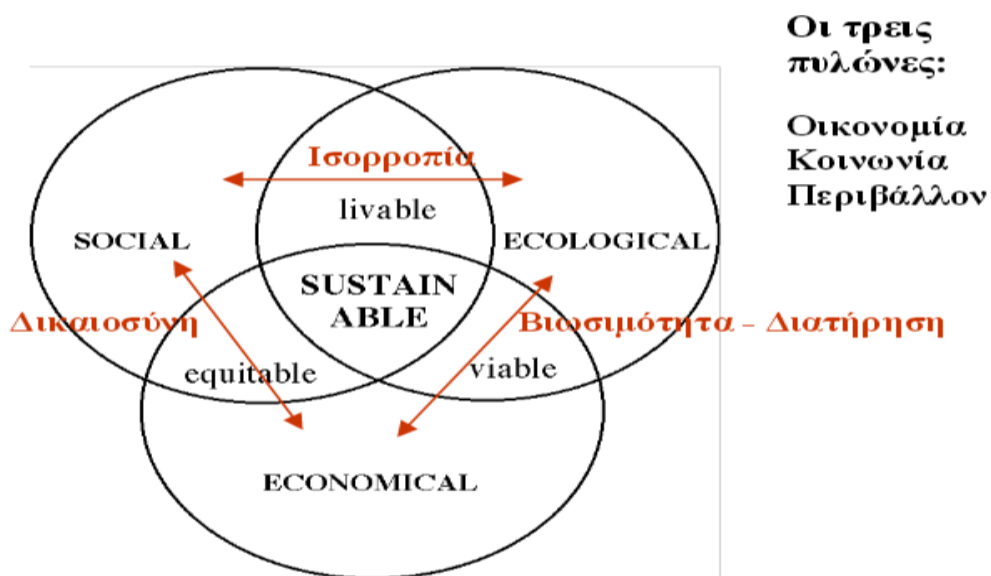 Οι τρεις
πυλώνες:
Οικονομία
Κοινωνία
Περιβάλλον
Ισορροπία
livable
SOCIAL
ECOLOGICAL
SUSTAIN
ABLE
Δικαιοσύνη
Βιωσιμότητα - Διατήρηση
equitable
viable
ECONOMICAL